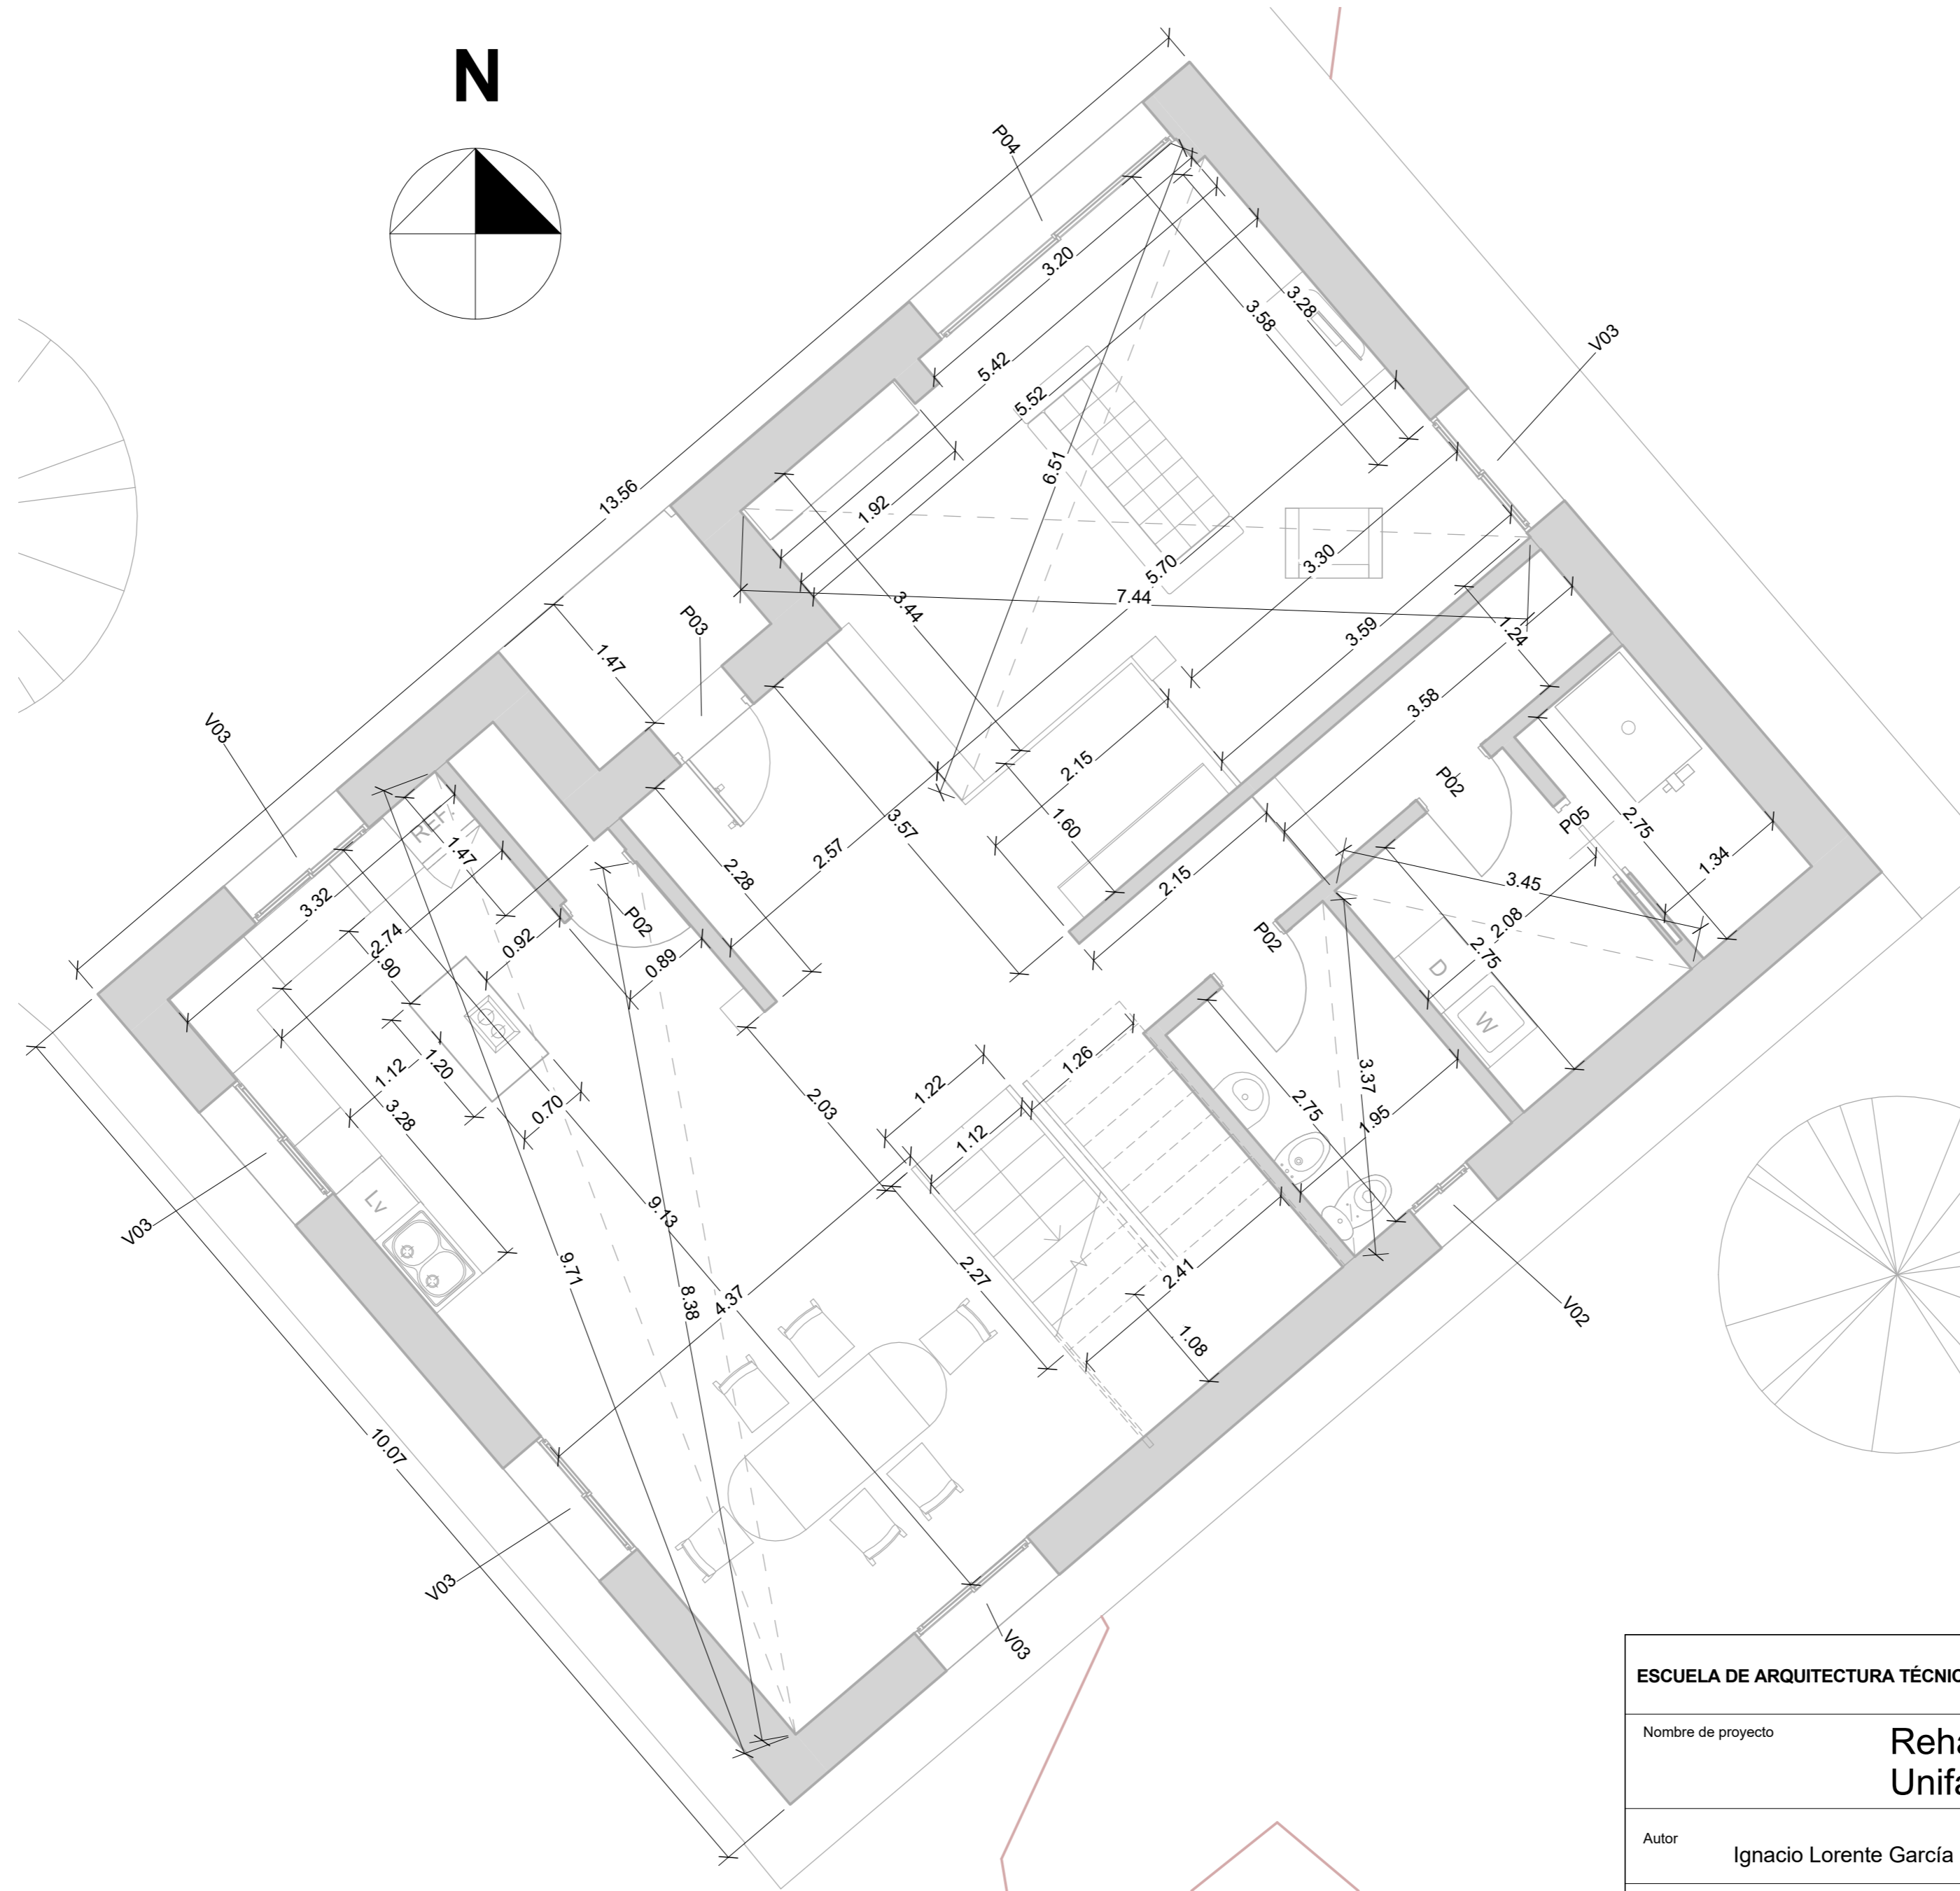 N
P04
3.20
3.28
3.58
V03
5.42
5.52
6.51
13.56
1.92
3.30
5.70
7.44
3.44
P03
3.59
1.24
1.47
3.58
V03
2.15
P02
REF.
1.47
3.57
1.60
P05
2.75
2.57
2.28
1.34
3.32
2.15
3.45
P02
2.08
2.74
0.92
P02
3.90
0.89
2.75
D
W
1.26
1.12
1.20
3.37
1.22
2.03
2.75
3.28
0.70
1.95
1.12
Lv
V03
9.13
9.71
2.27
2.41
8.38
4.37
V02
1.08
10.07
V03
V03
ESCUELA DE ARQUITECTURA TÉCNIC
Nombre de proyecto
Reha
Unifa
Autor
Ignacio Lorente García